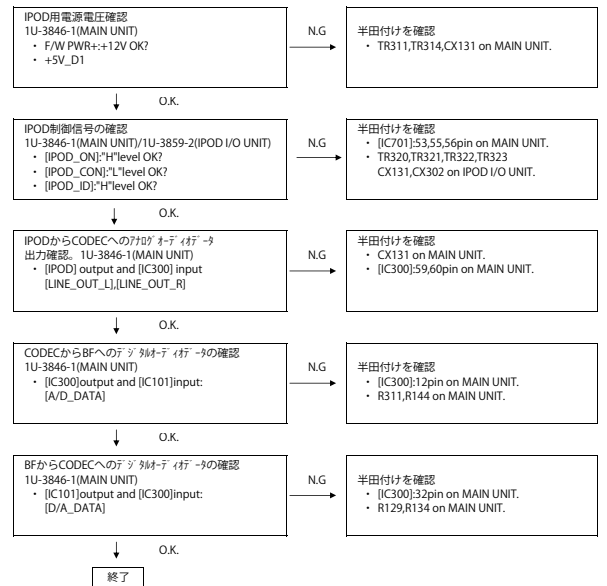 IPOD用電源電圧確認
1U-3846-1(MAIN UNIT)
・ F/W PWR+:+12V OK?
・ +5V_D1
N.G
半田付けを確認
・ TR311,TR314,CX131 on MAIN UNIT.
O.K.
IPOD制御信号の確認
1U-3846-1(MAIN UNIT)/1U-3859-2(IPOD I/O UNIT)
・ [IPOD_ON]:"H"level OK?
・ [IPOD_CON]:"L"level OK?
・ [IPOD_ID]:"H"level OK?
N.G
半田付けを確認
・ [IC701]:53,55,56pin on MAIN UNIT.
・ TR320,TR321,TR322,TR323
CX131,CX302 on IPOD I/O UNIT.
O.K.
IPODからCODECへのｱﾅﾛｸﾞｵｰﾃﾞｨｵﾃﾞｰﾀ
出力確認。1U-3846-1(MAIN UNIT)
・ [IPOD] output and [IC300] input
[LINE_OUT_L],[LINE_OUT_R]
N.G
半田付けを確認
・ CX131 on MAIN UNIT.
・ [IC300]:59,60pin on MAIN UNIT.
O.K.
CODECからBFへのﾃﾞｼﾞﾀﾙｵｰﾃﾞｨｵﾃﾞｰﾀの確認
1U-3846-1(MAIN UNIT)
・ [IC300]output and [IC101]input:
[A/D_DATA]
N.G
半田付けを確認
・ [IC300]:12pin on MAIN UNIT.
・ R311,R144 on MAIN UNIT.
O.K.
BFからCODECへのﾃﾞｼﾞﾀﾙｵｰﾃﾞｨｵﾃﾞｰﾀの確認
1U-3846-1(MAIN UNIT)
・ [IC101]output and [IC300]input:
[D/A_DATA]
N.G
半田付けを確認
・ [IC300]:32pin on MAIN UNIT.
・ R129,R134 on MAIN UNIT.
O.K.
終了